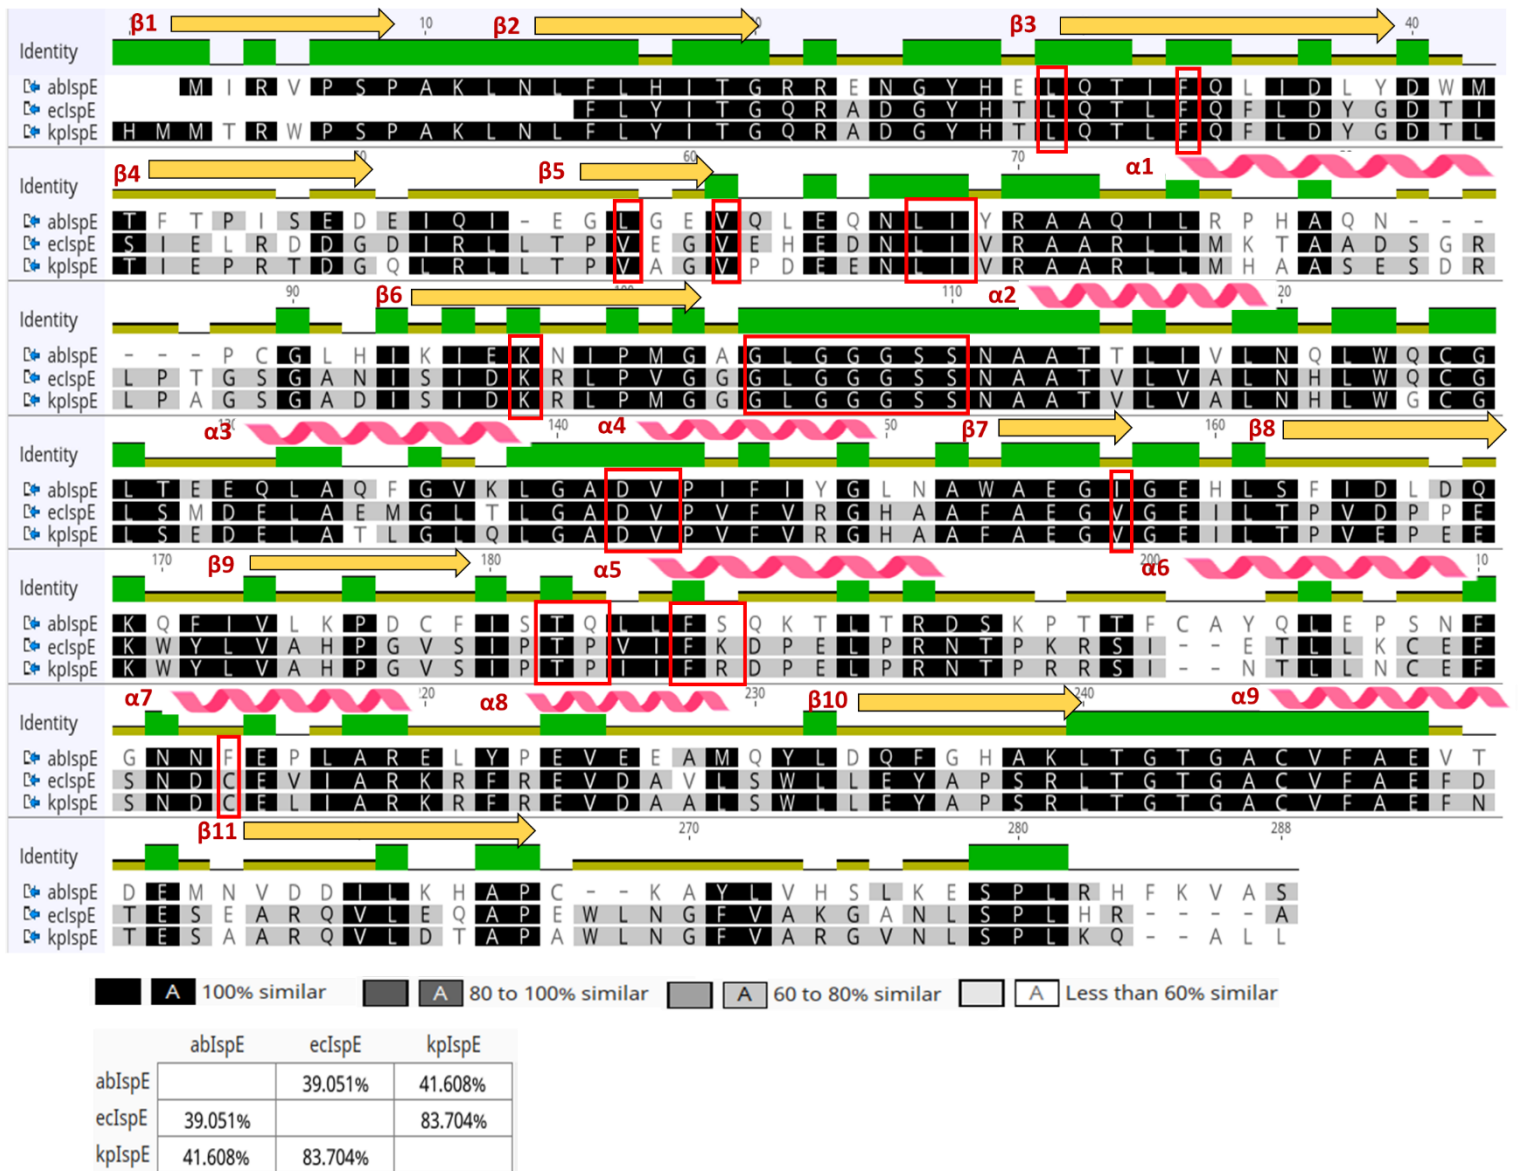 β1 10 β2 β3 40
Identity
abIspE M I R V P S P A K L N L F L H I T G R R E N G Y H E L Q T I F Q L I D L Y D W M
ecIspE F L Y I T G Q R A D G Y H T L Q T L F Q F L D Y G D T I
kpIspE H M M T R W P S P A K L N L F L Y I T G Q R A D G Y H T L Q T L F Q F L D Y G D T L
β4 β5 60 70 α1
Identity
abIspE T F T P I S E D E I Q I - E G L G E V Q L E Q N L I Y R A A Q I L R P H A Q N - - -
ecIspE S I E L R D D G D I R L L T P V E G V E H E D N L I V R A A R L L M K T A A D S G R
kpIspE T I E P R T D G Q L R L L T P V A G V P D E E N L I V R A A R L L M H A A S E S D R
90 β6 100 110 α2
Identity
abIspE - - - P C G L H I K I E K N I P M G A G L G G G S S N A A T T L I V L N Q L W Q C G
ecIspE L P T G S G A N I S I D K R L P V G G G L G G G S S N A A T V L V A L N H L W Q C G
kpIspE L P A G S G A D I S I D K R L P M G G G L G G G S S N A A T V L V A L N H L W G C G
α3 140 α4 50 β7 160 β8
Identity
abIspE L T E E Q L A Q F G V K L G A D V P I F I Y G L N A W A E G I G E H L S F I D L D Q
ecIspE L S M D E L A E M G L T L G A D V P V F V R G H A A F A E G V G E I L T P V D P P E
kpIspE L S E D E L A T L G L Q L G A D V P V F V R G H A A F A E G V G E I L T P V E P E E
170 β9 180 α5 200 α6 10
Identity
abIspE K Q F I V L K P D C F I S T Q L L F S Q K T L T R D S K P T T F C A Y Q L E P S N F
ecIspE K W Y L V A H P G V S I P T P V I F K D P E L P R N T P K R S I - - E T L L K C E F
kpIspE K W Y L V A H P G V S I P T P I I F R D P E L P R N T P R R S I - - N T L L N C E F
α7 220 α8 230 β10 240 α9
Identity
abIspE G N N F E P L A R E L Y P E V E E A M Q Y L D Q F G H A K L T G T G A C V F A E V T
ecIspE S N D C E V I A R K R F R E V D A V L S W L L E Y A P S R L T G T G A C V F A E F D
kpIspE S N D C E L I A R K R F R E V D A A L S W L L E Y A P S R L T G T G A C V F A E F N
β11 270 280 288
Identity
abIspE D E M N V D D I L K H A P C - - K A Y L V H S L K E S P L R H F K V A S
ecIspE T E S E A R Q V L E Q A P E W L N G F V A K G A N L S P L H R - - - - A
kpIspE T E S A A R Q V L D T A P A W L N G F V A R G V N L S P L K Q - - A L L
A 100% similar A 80 to 100% similar A 60 to 80% similar A Less than 60% similar
abIspE ecIspE kpIspE
abIspE 39.051% 41.608%
ecIspE 39.051% 83.704%
kpIspE 41.608% 83.704%